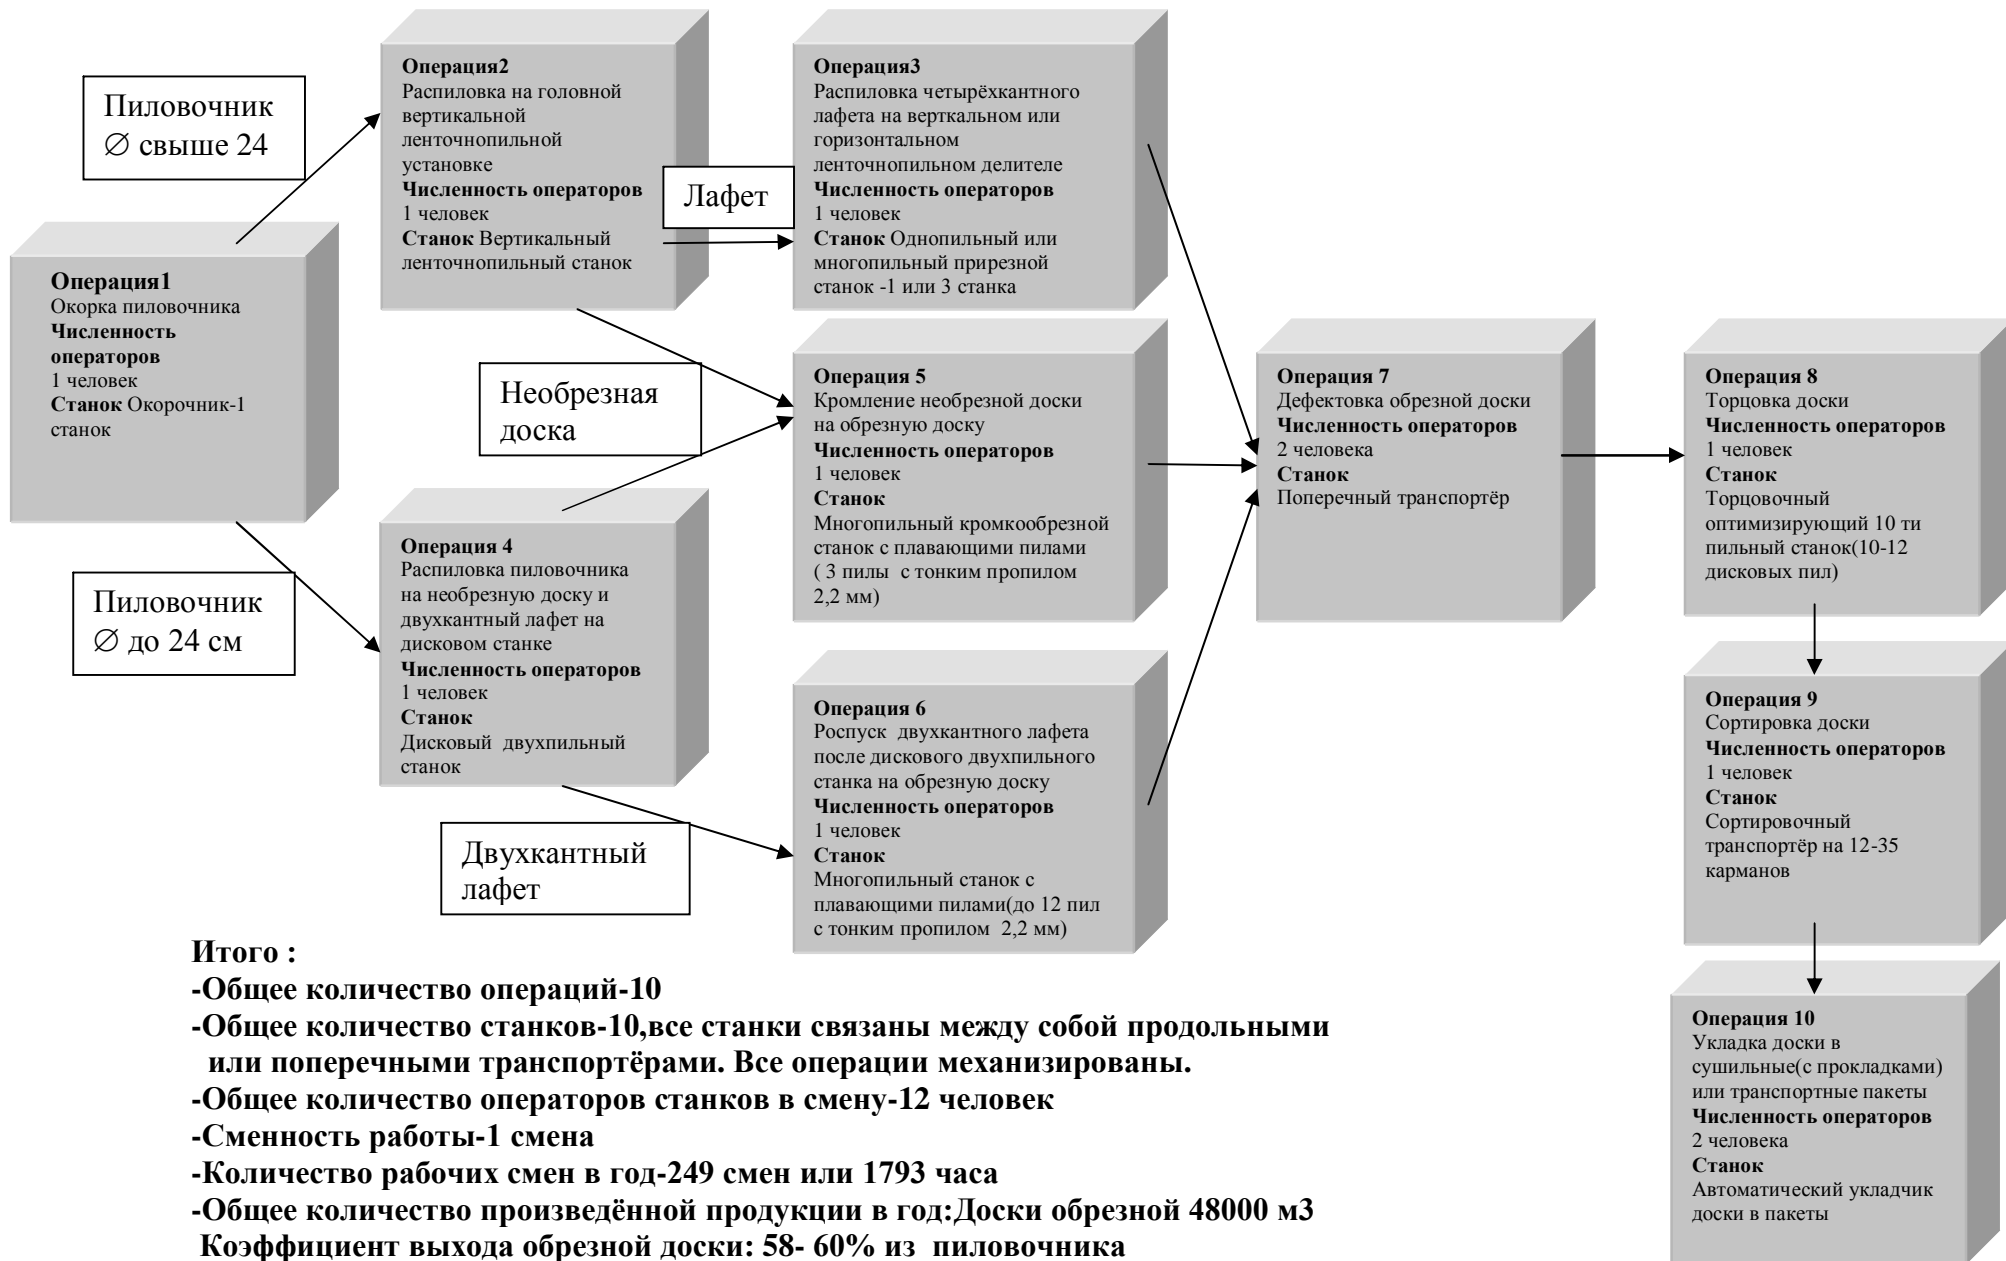 Пиловочник
∅ свыше 24
Операция1
Окорка пиловочника
Численность
операторов
1 человек
Станок Окорочник-1
станок
Пиловочник
∅ до 24 см
Операция2
Распиловка на головной
вертикальной
ленточнопильной
установке
Численность операторов
1 человек
Станок Вертикальный
ленточнопильный станок
Лафет
Операция3
Распиловка четырёхкантного
лафета на верткальном или
горизонтальном
ленточнопильном делителе
Численность операторов
1 человек
Станок Однопильный или
многопильный прирезной
станок -1 или 3 станка
Необрезная
доска
Операция 4
Распиловка пиловочника
на необрезную доску и
двухкантный лафет на
дисковом станке
Численность операторов
1 человек
Станок
Дисковый двухпильный
станок
Двухкантный
лафет
Операция 5
Кромление необрезной доски
на обрезную доску
Численность операторов
1 человек
Станок
Многопильный кромкообрезной
станок с плавающими пилами
( 3 пилы с тонким пропилом
2,2 мм)
Операция 6
Роспуск двухкантного лафета
после дискового двухпильного
станка на обрезную доску
Численность операторов
1 человек
Станок
Многопильный станок с
плавающими пилами(до 12 пил
с тонким пропилом 2,2 мм)
Операция 7
Дефектовка обрезной доски
Численность операторов
2 человека
Станок
Поперечный транспортёр
Операция 8
Торцовка доски
Численность операторов
1 человек
Станок
Торцовочный
оптимизирующий 10 ти
пильный станок(10-12
дисковых пил)
Операция 9
Сортировка доски
Численность операторов
1 человек
Станок
Сортировочный
транспортёр на 12-35
карманов
Операция 10
Укладка доски в
сушильные(с прокладками)
или транспортные пакеты
Численность операторов
2 человека
Станок
Автоматический укладчик
доски в пакеты
Итого :
-Общее количество операций-10
-Общее количество станков-10,все станки связаны между собой продольными
или поперечными транспортёрами. Все операции механизированы.
-Общее количество операторов станков в смену-12 человек
-Сменность работы-1 смена
-Количество рабочих смен в год-249 смен или 1793 часа
-Общее количество произведённой продукции в год:Доски обрезной 48000 м3
Коэффициент выхода обрезной доски: 58- 60% из пиловочника